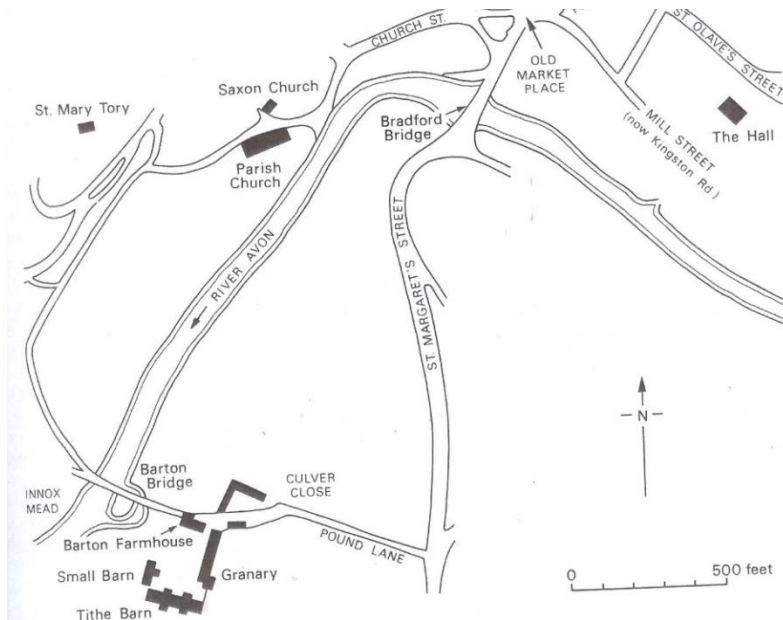 CHURCH ST.
ST. OLAVE'S STREET
OLD
MARKET
PLACE
Saxon Church
St. Mary Tory
Bradford
Bridge
The Hall
MILL STREET
(now Kingston Rd)
Parish
Church
RIVER AVON
ST. MARGARET'S STREET
- N -
Barton
Bridge
CULVER
CLOSE
INNOX
MEAD
Barton Farmhouse
POUND LANE
Small Barn
Granary
0
500 feet
Tithe Barn